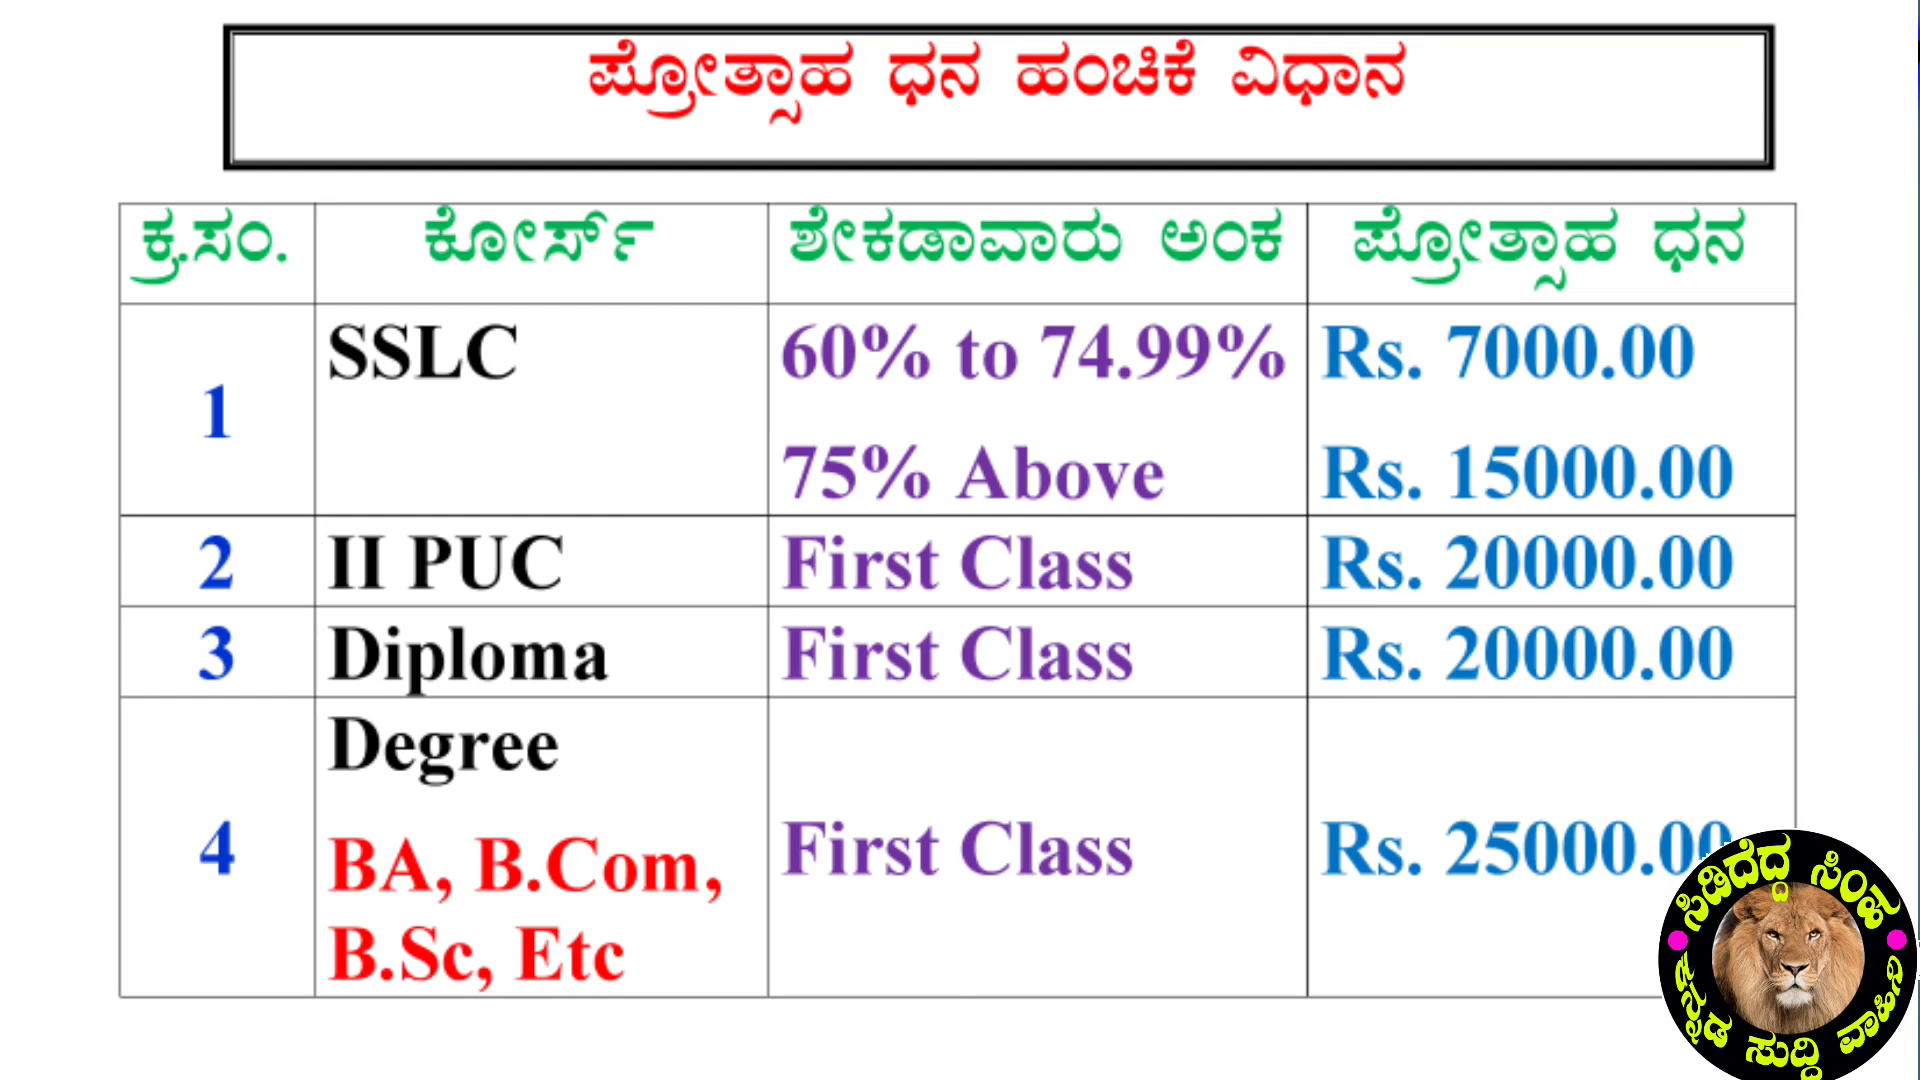 ಪ್ರೋತ್ಸಾಹ ಧನ ಹಂಚಿಕೆ ವಿಧಾನ
ಕ್ರ.ಸಂ. ಕೋರ್ಸ್ ಶೇಕಡಾವಾರು ಅಂಕ ಪ್ರೋತ್ಸಾಹ ಧನ
1 SSLC 60% to 74.99% Rs. 7000.00
75% Above Rs. 15000.00
2 II PUC First Class Rs. 20000.00
3 Diploma First Class Rs. 20000.00
4 Degree
BA, B.Com,
B.Sc, Etc
First Class Rs. 25000.00
ಸಿಡಿದೆದ್ದ ಸಿಂಹ
ಕನ್ನಡ ಸುದ್ದಿ ವಾಹಿನಿ